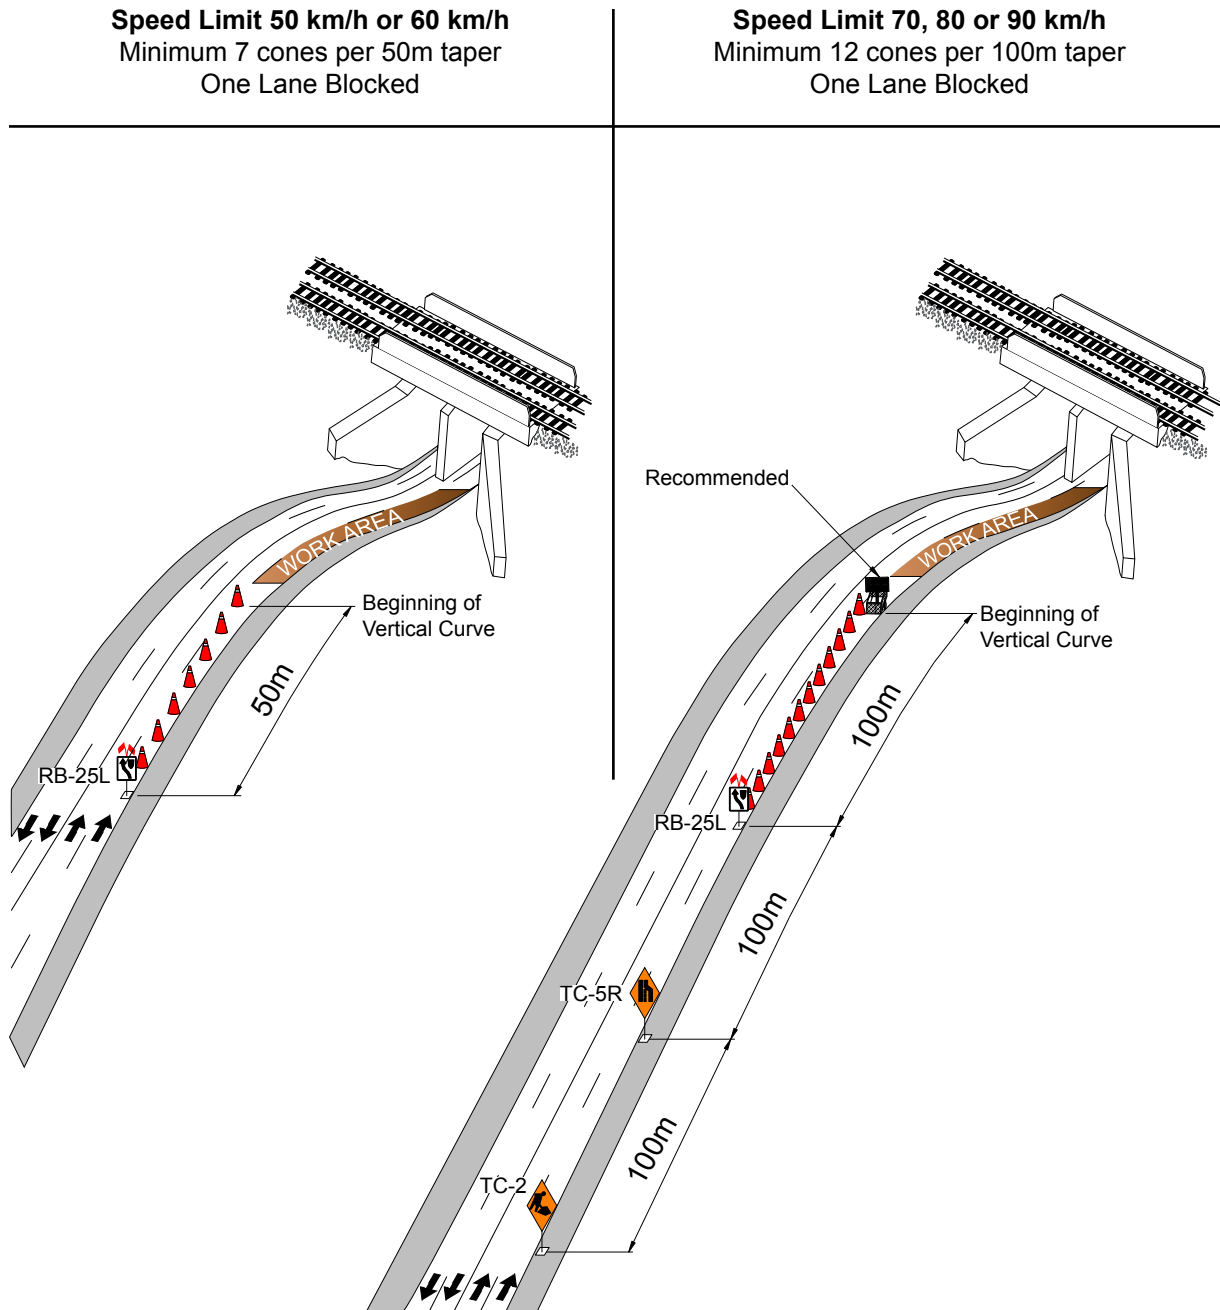 Speed Limit 50 km/h or 60 km/h
Minimum 7 cones per 50m taper
One Lane Blocked
Speed Limit 70, 80 or 90 km/h
Minimum 12 cones per 100m taper
One Lane Blocked
WORK AREA
Beginning of
Vertical Curve
50m
RB-25L
Recommended
WORK AREA
Beginning of
Vertical Curve
100m
RB-25L
100m
TC-5R
100m
TC-2